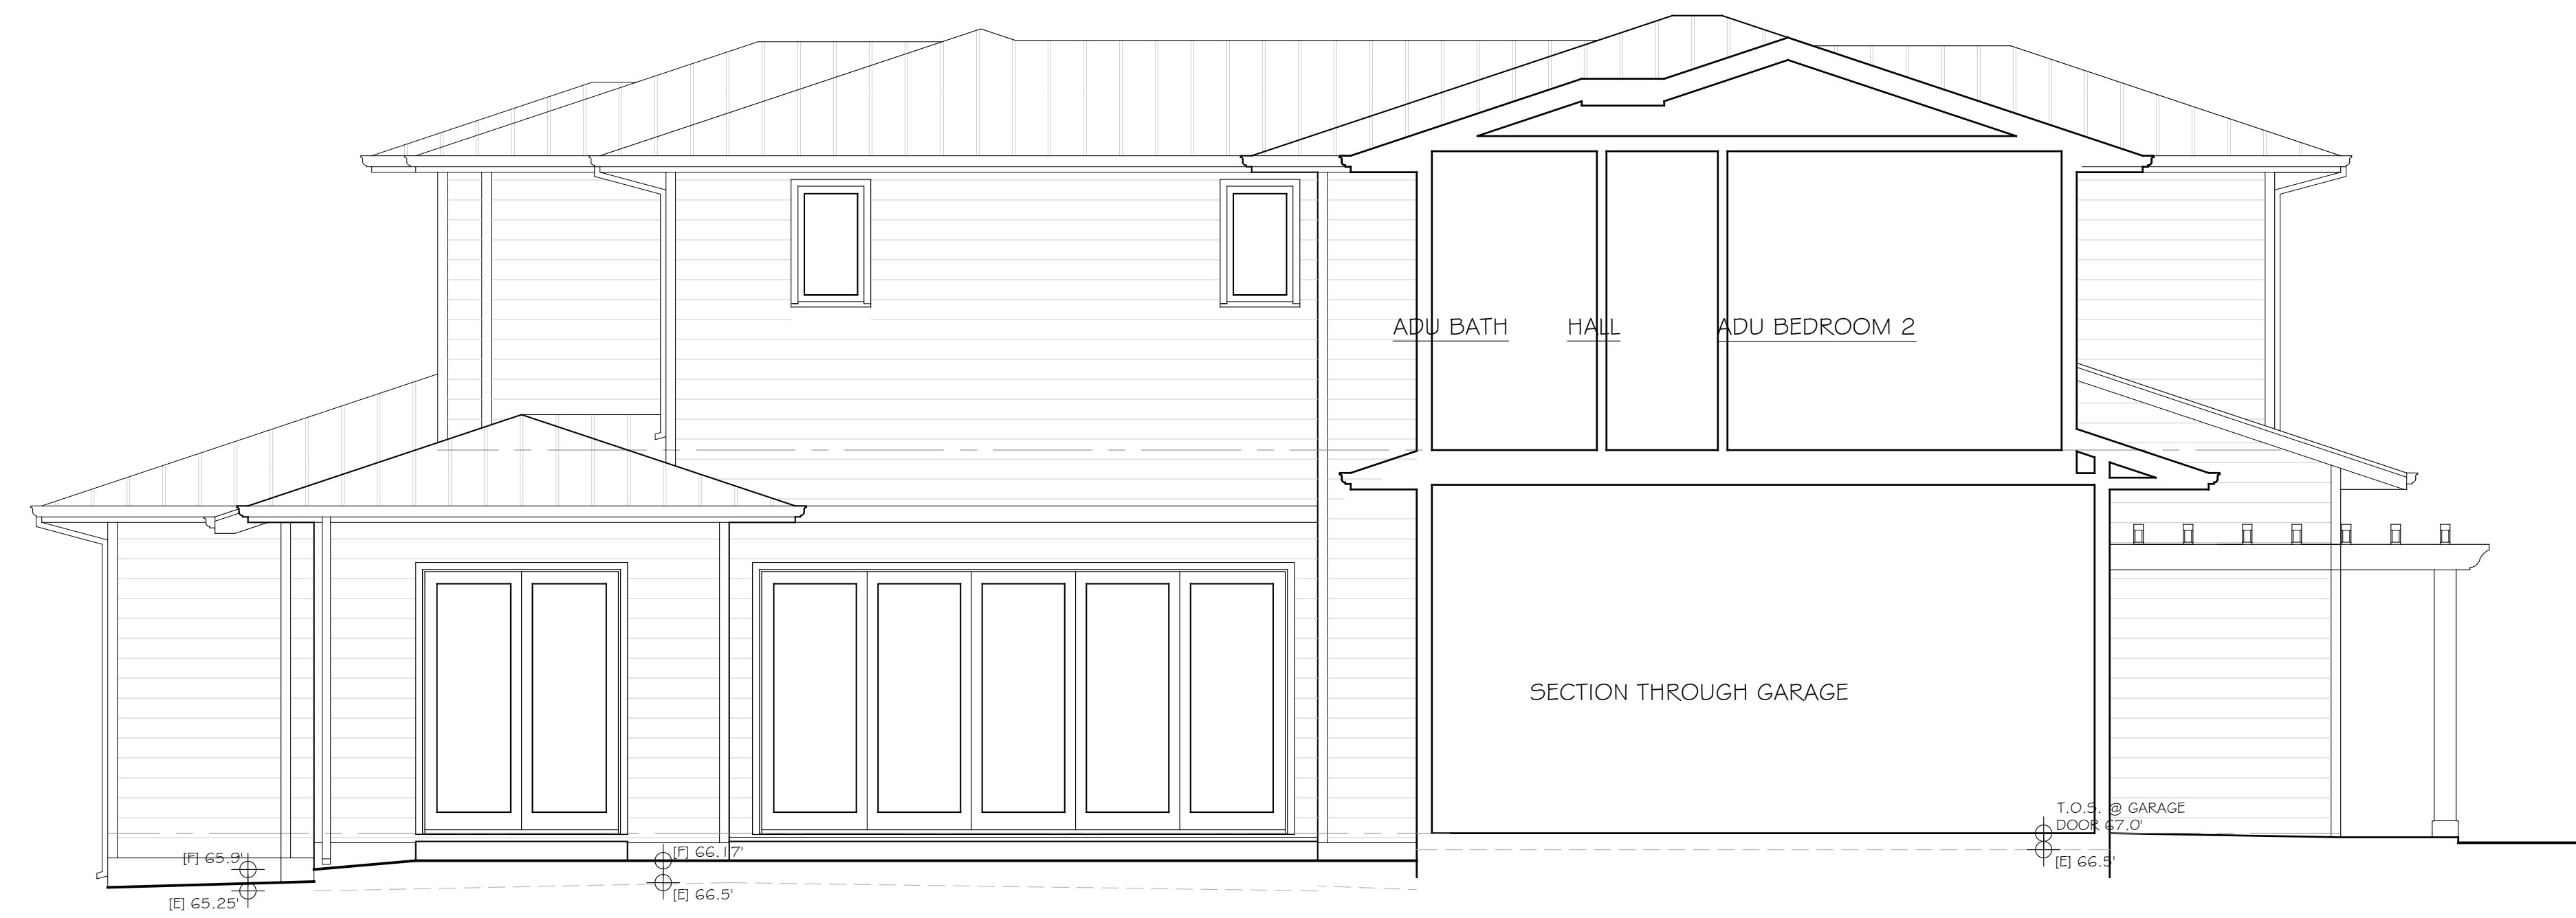 ADU BATH
HALL
ADU BEDROOM 2
SECTION THROUGH GARAGE
T.O.S. @ GARAGE
DOOR 67.0'
[E] 66.5'
[F] 65.9'
[E] 65.25'
[F] 66.17'
[E] 66.5'